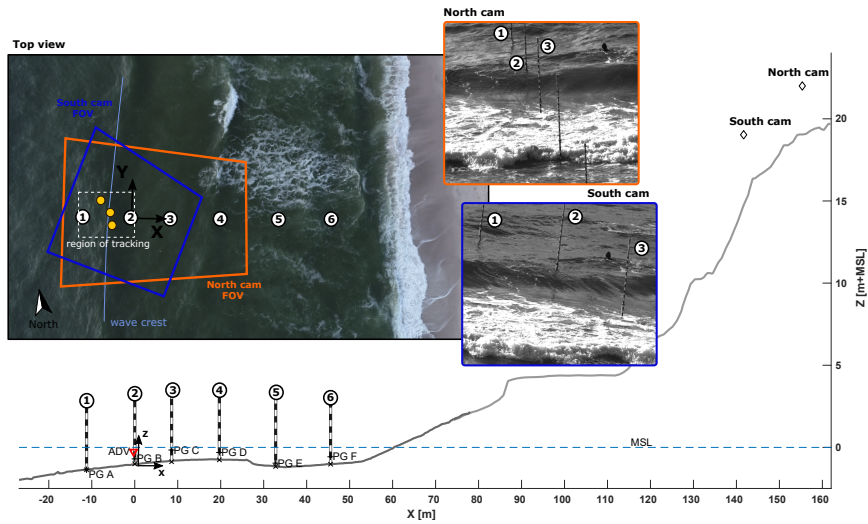 North cam
1
3
2
Top view
North cam
South cam
FOV
South cam
20
Y
South cam
1
2
3
1
2
3
4
5
6
X
region of tracking
15
North cam
FOV
North
wave crest
10
Z [m+MSL]
5
1
2
3
4
5
6
z
MSL
0
ADV
PG A
PG B
PG C
PG D
PG E
PG F
x
-20
-10
0
10
20
30
40
50
60
70
80
90
100
110
120
130
140
150
160
X [m]